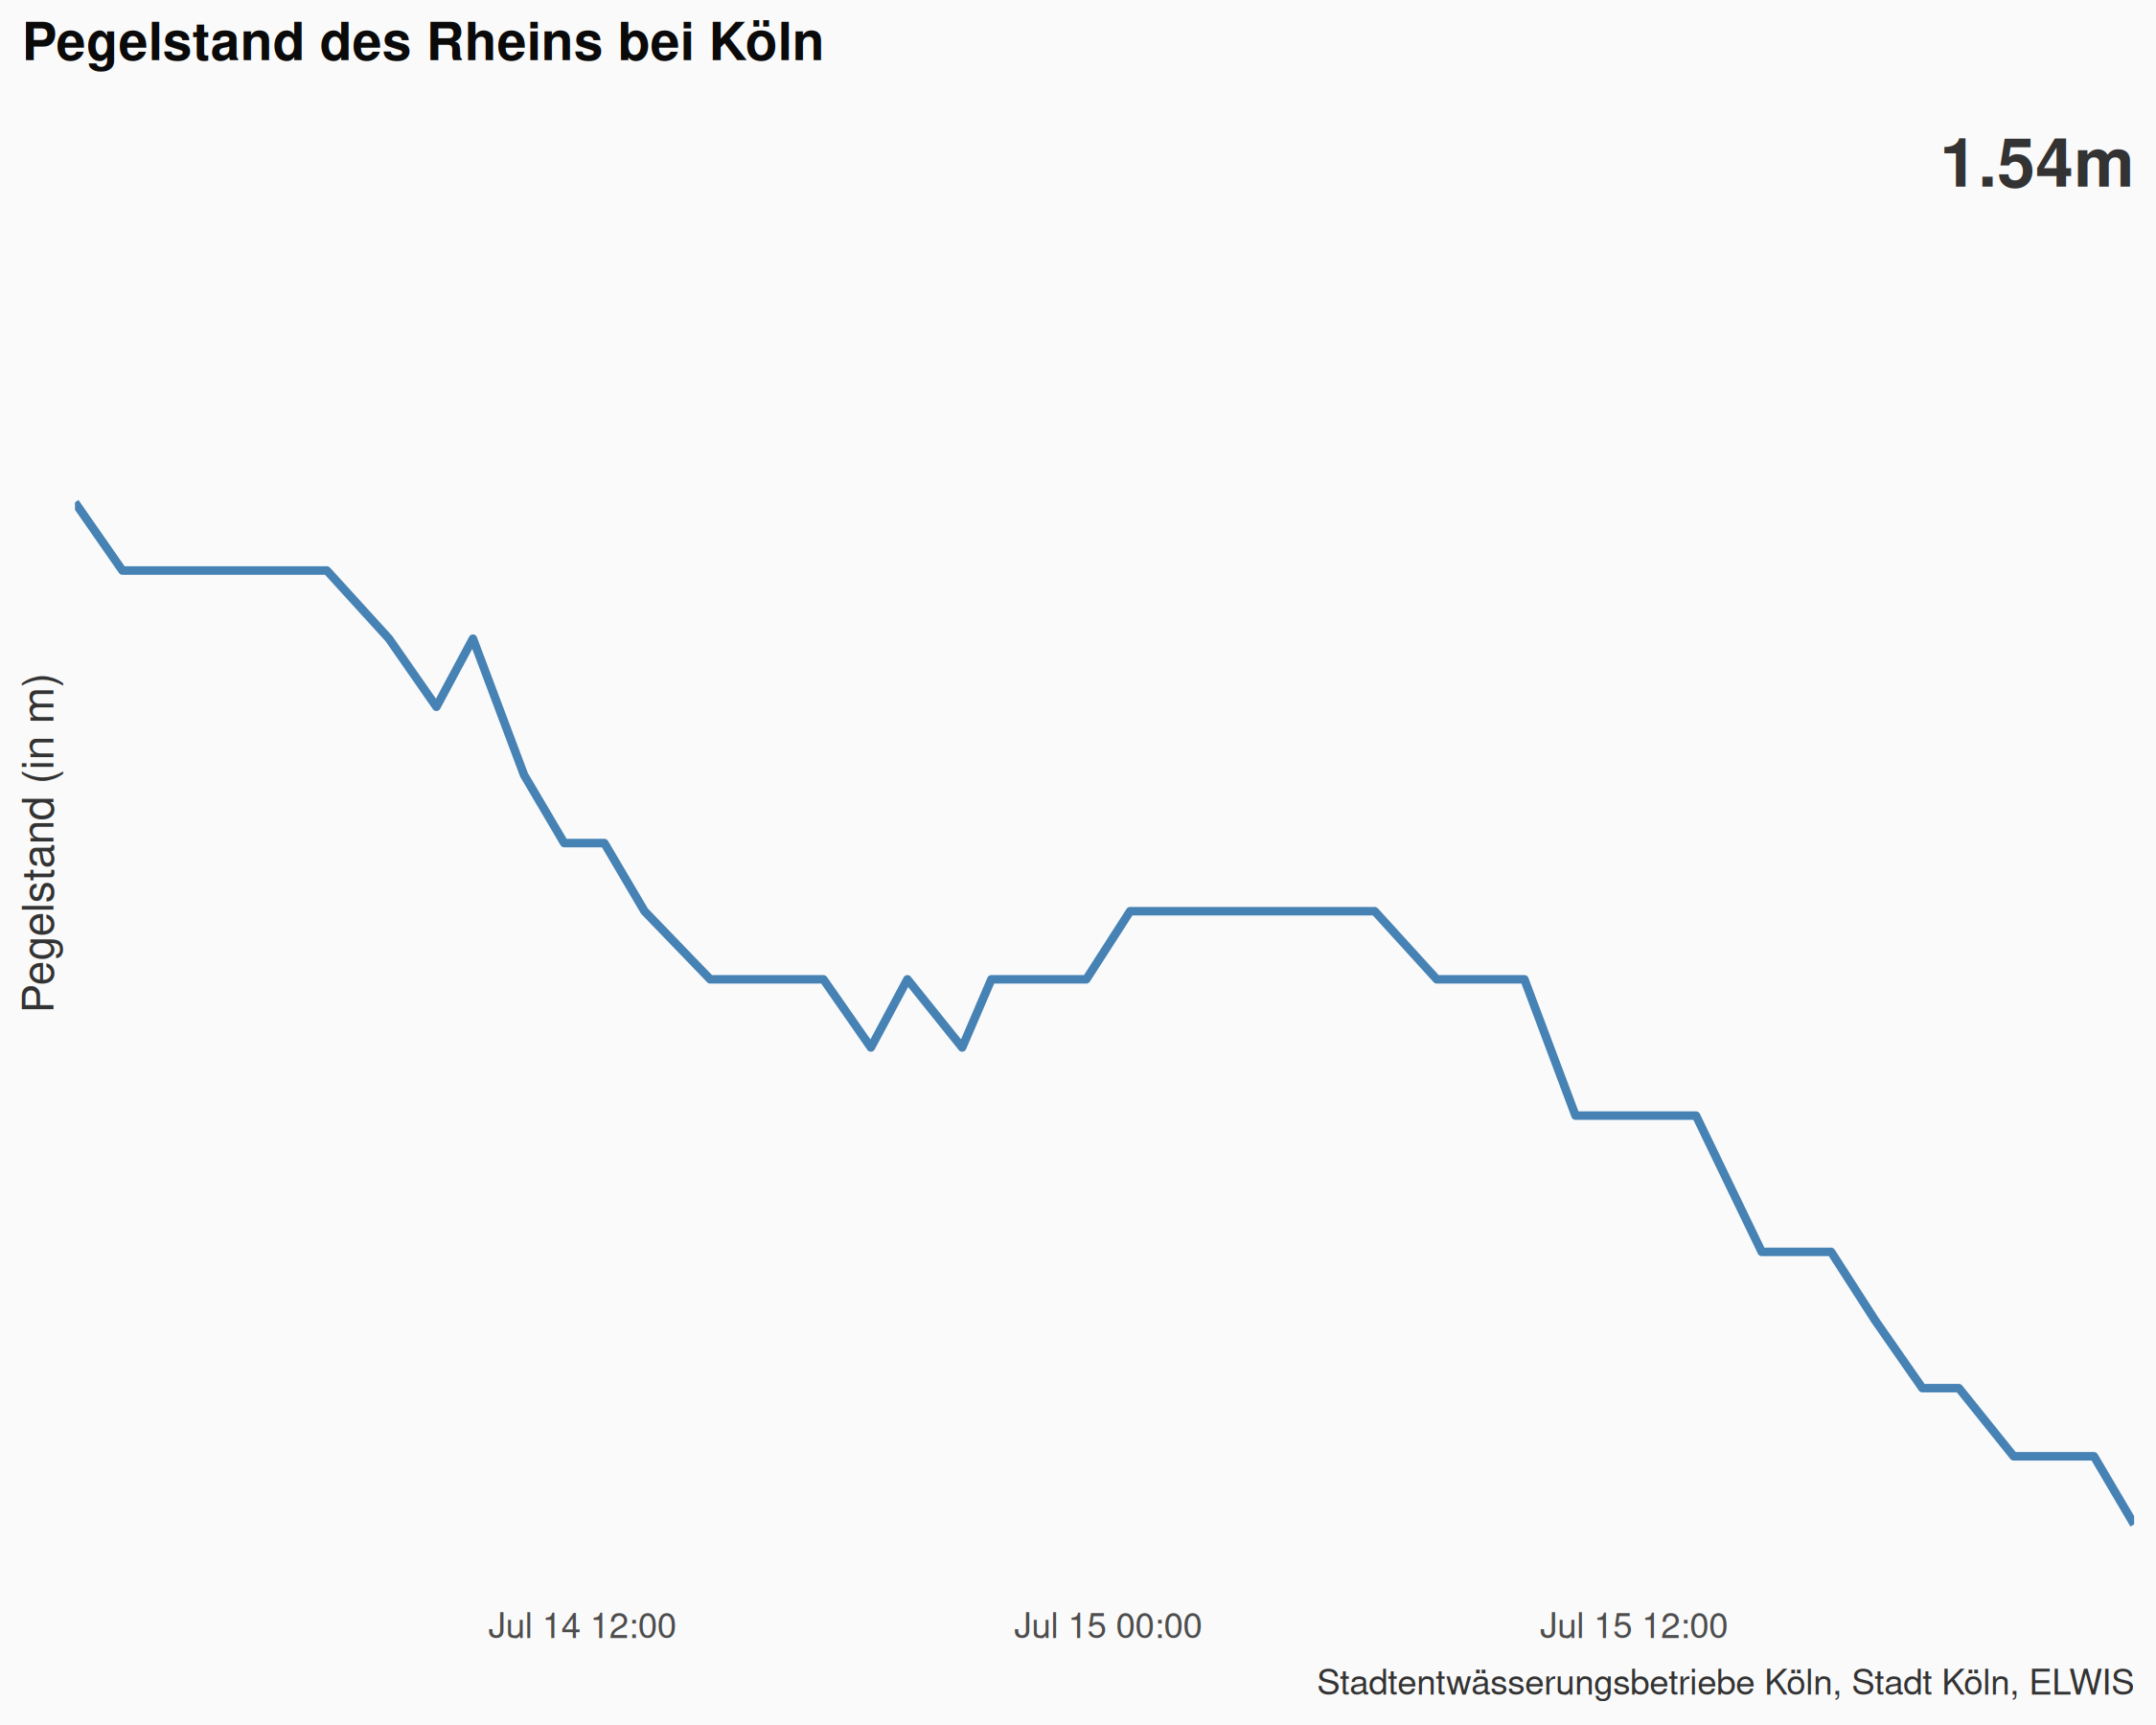 Pegelstand des Rheins bei Köln
1.54m
Pegelstand (in m)
Jul 14 12:00
Jul 15 00:00
Jul 15 12:00
Stadtentwässerungsbetriebe Köln, Stadt Köln, ELWIS